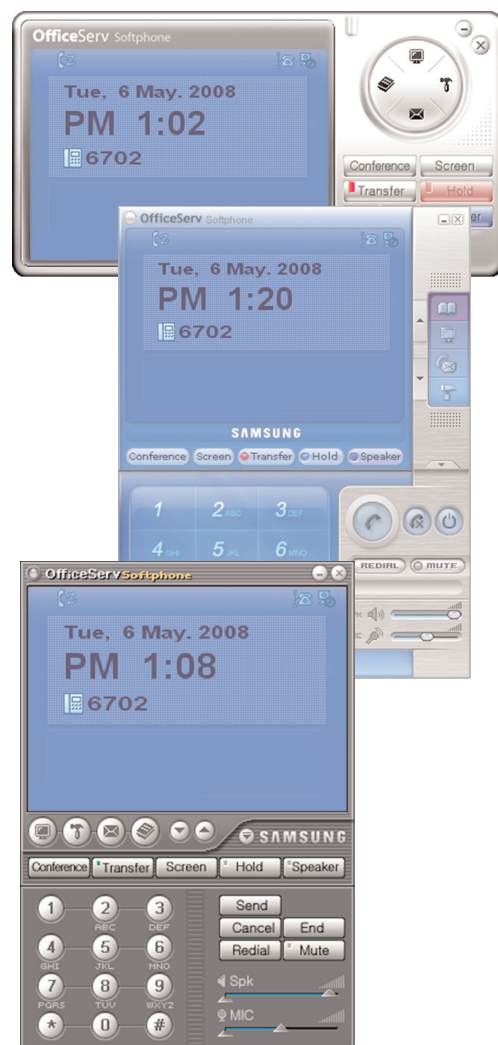 OfficeServ Softphone
Tue, 6 May. 2008
PM 1:02
6702
Conference Screen
Transfer Hold
er
OfficeServ Softphone
Tue, 6 May. 2008
PM 1:20
6702
SAMSUNG
Conference Screen Transfer Hold Speaker
1 2 ABC 3 DEF
4 GHI 5 JKL 6 MNO
REDIAL MUTE
OfficeServ Softphone
Tue, 6 May. 2008
PM 1:08
6702
SAMSUNG
Conference Transfer Screen Hold Speaker
1 2 3
ABC DEF
4 5 6
GHI JKL MNO
7 8 9
PQRS TUV WXYZ
* 0 #
Send
Cancel End
Redial Mute
Spk
MIC